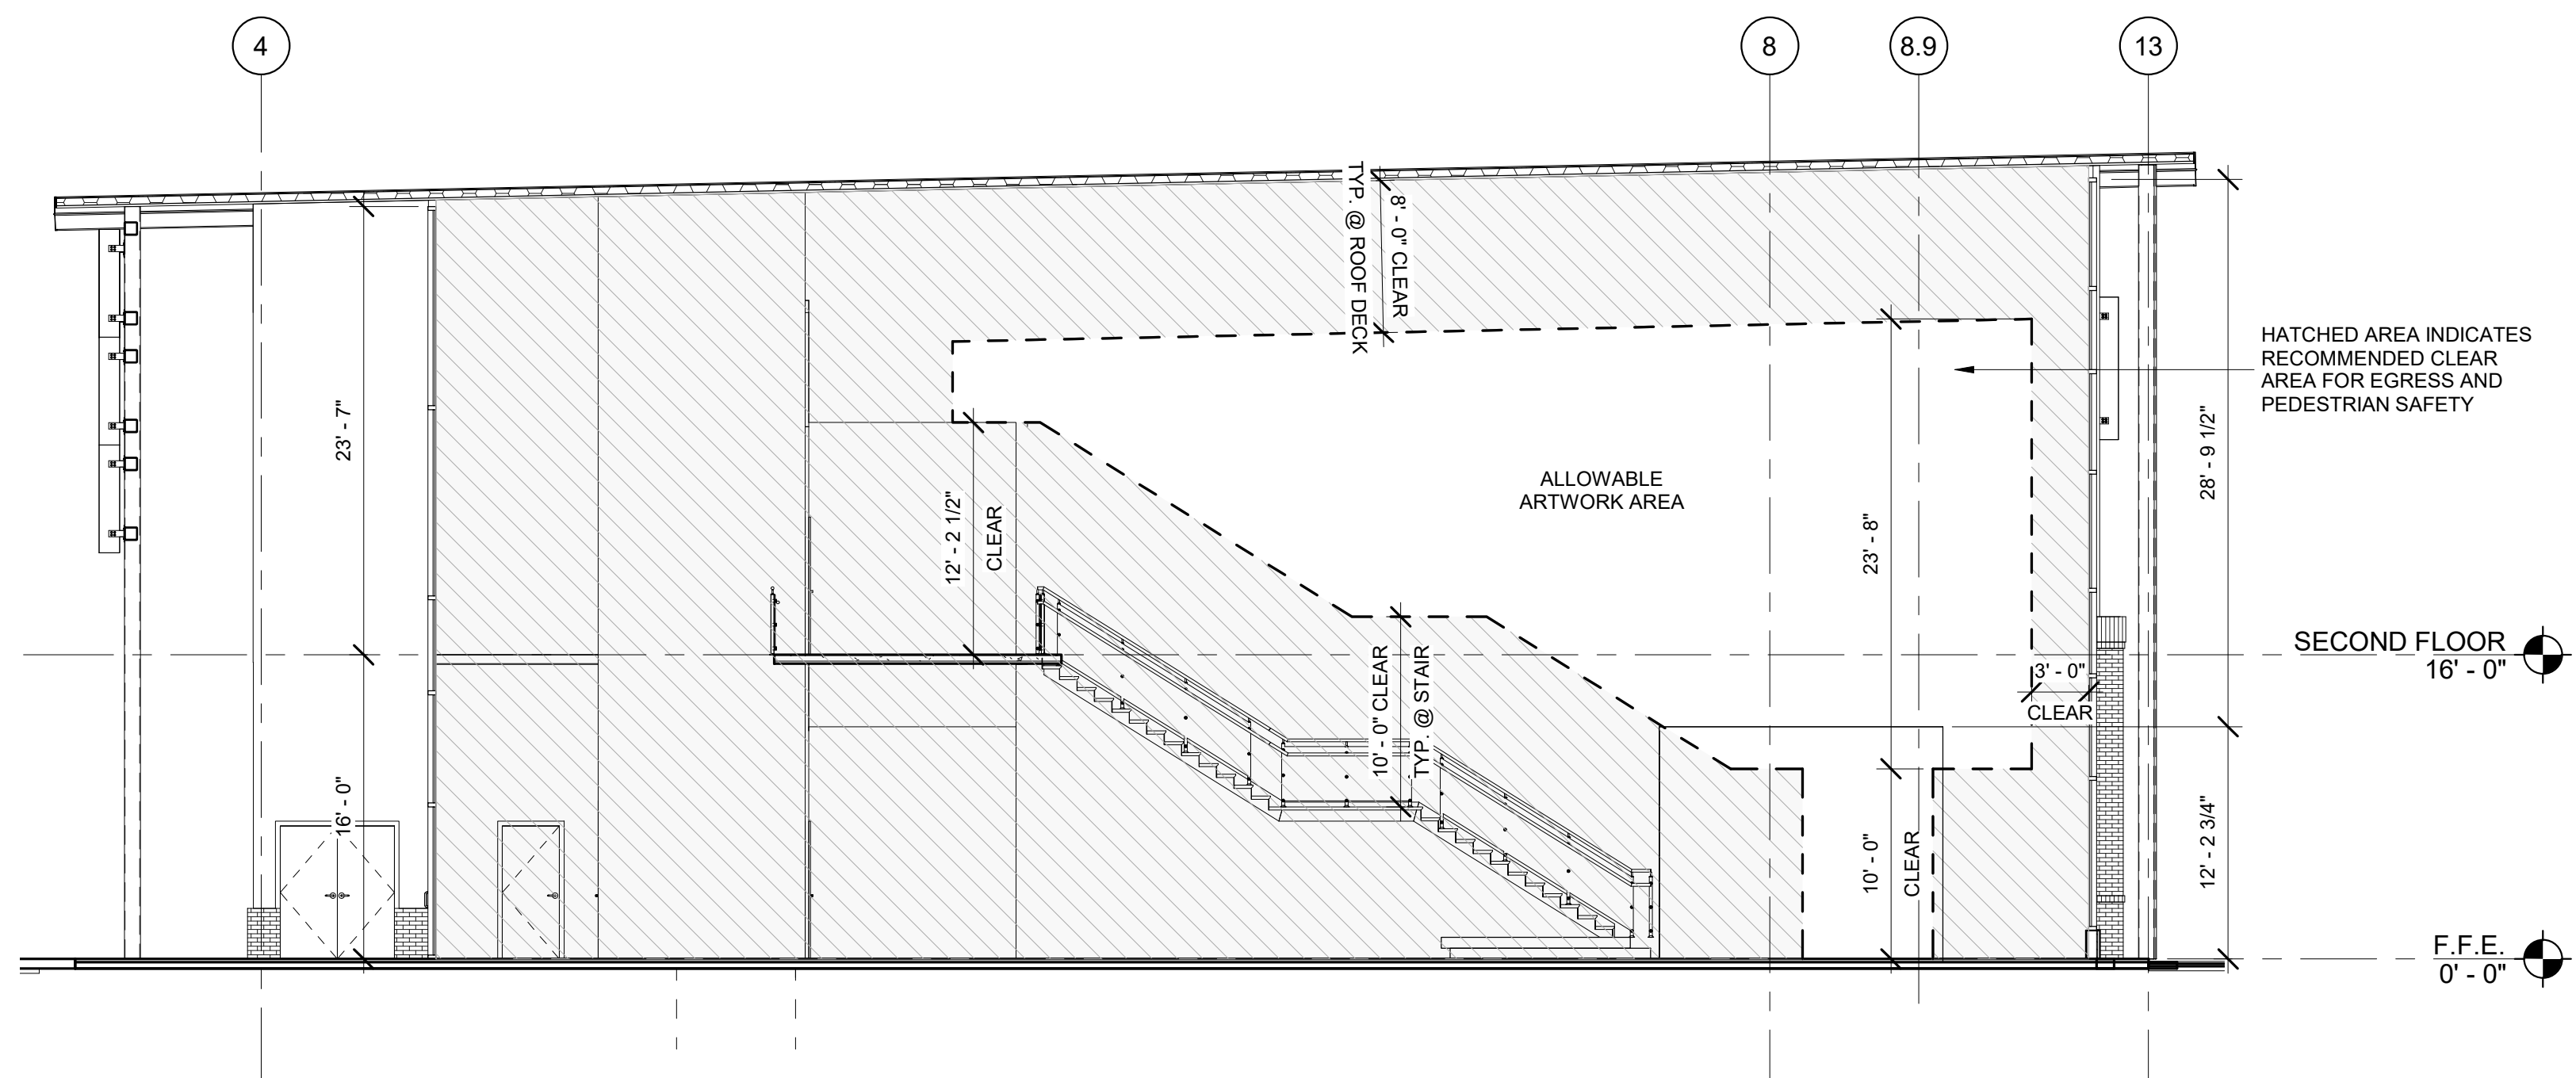 4
8
8.9
13
TYP. @ ROOF DECK
8' - 0" CLEAR
HATCHED AREA INDICATES
RECOMMENDED CLEAR
AREA FOR EGRESS AND
PEDESTRIAN SAFETY
23' - 7"
28' - 9 1/2"
ALLOWABLE
ARTWORK AREA
12' - 2 1/2"
CLEAR
23' - 8"
SECOND FLOOR
16' - 0"
3' - 0"
CLEAR
10' - 0" CLEAR
TYP. @ STAIR
16' - 0"
10' - 0"
CLEAR
12' - 2 3/4"
F.F.E.
0' - 0"